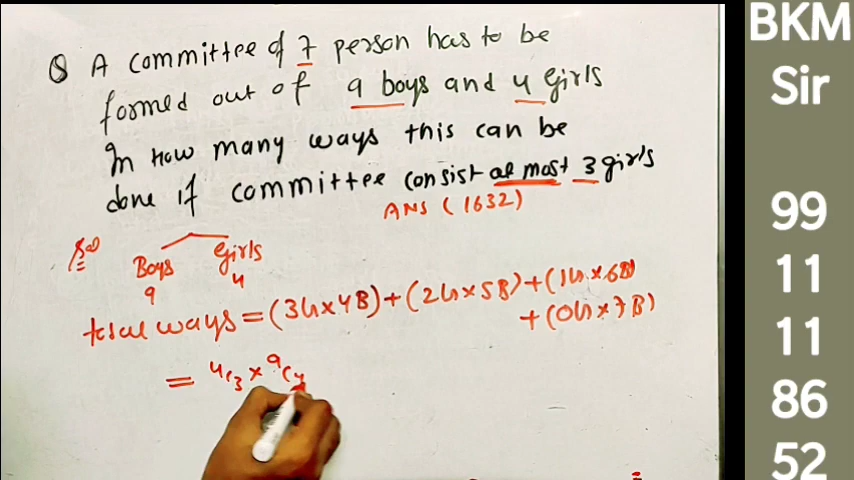 Q A committee of 7 person has to be
formed out of 9 boys and 4 Girls
In How many ways this can be
done if committee consist at most 3 girls
ANS (1632)
Sol
Boys Girls
9 4
total ways = (3G×4B) + (2G×5B) + (1G×6B)
+ (0G×7B)
= 4C3 × 9C4
BKM
Sir
99
11
11
86
52